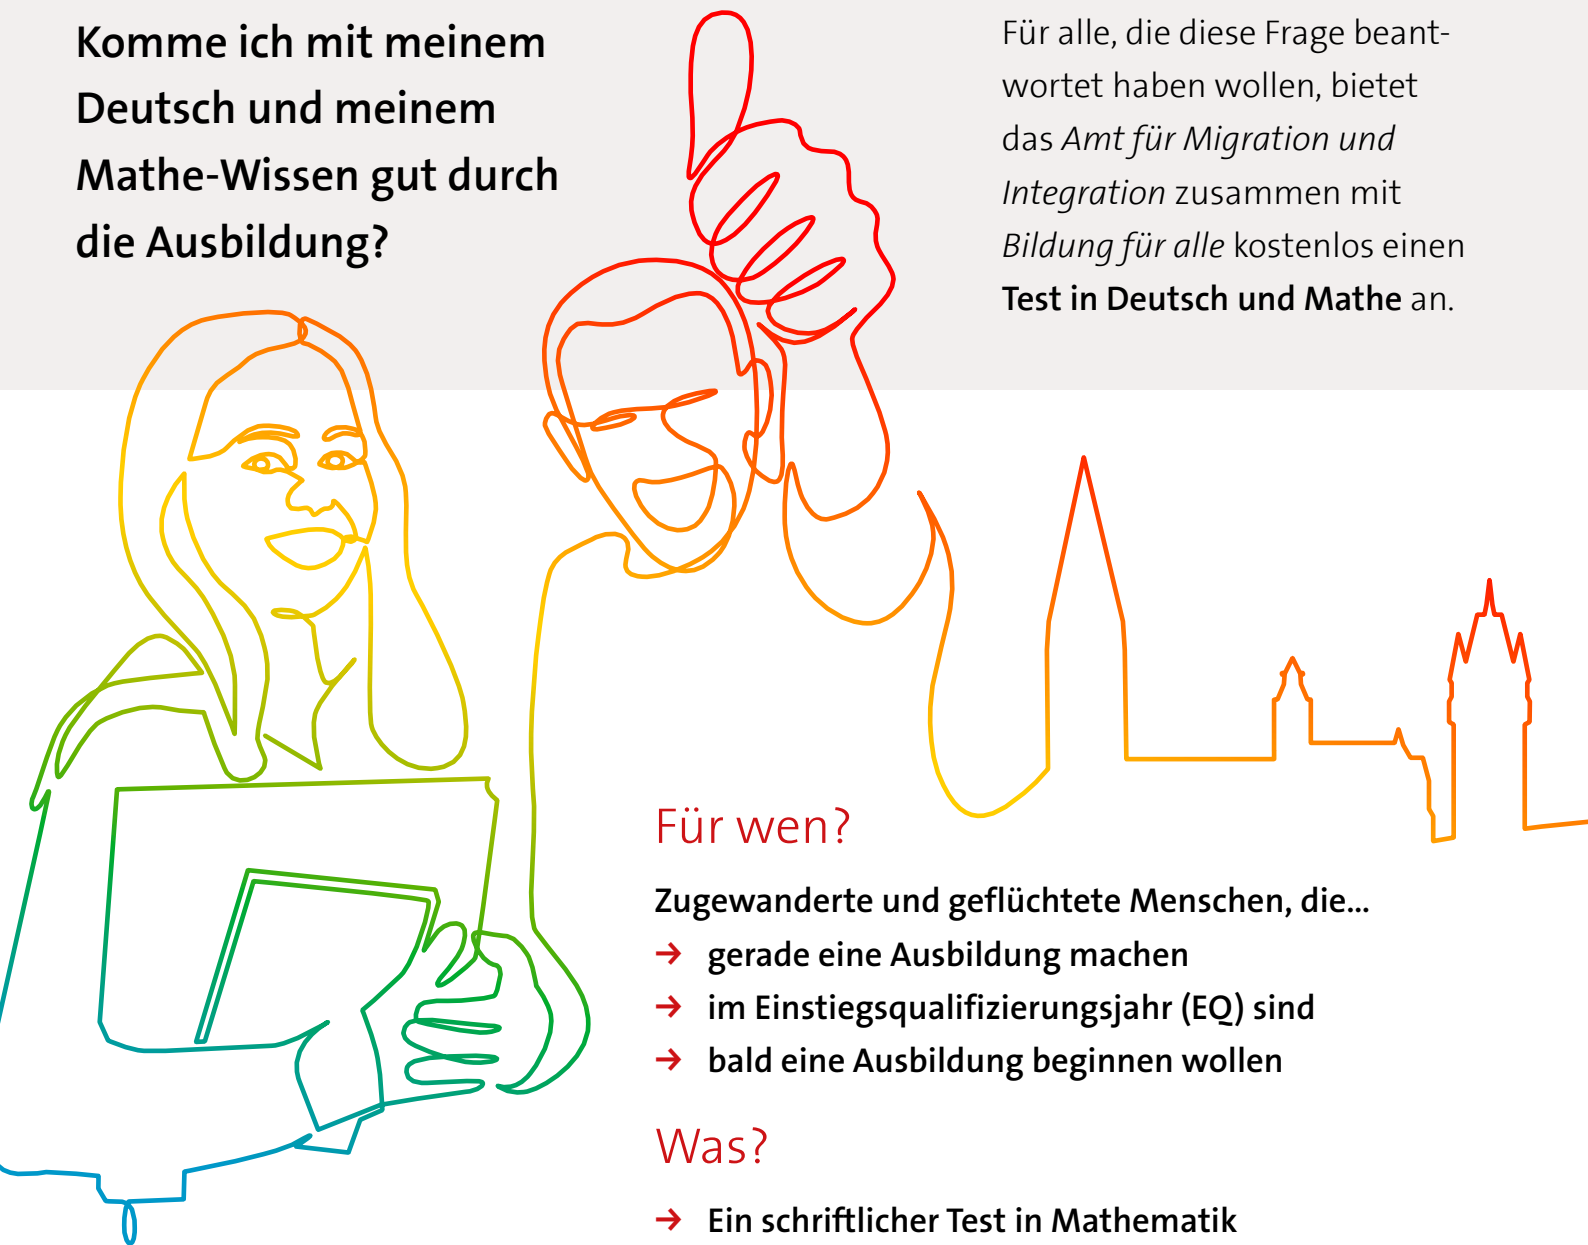 Komme ich mit meinem
Deutsch und meinem
Mathe-Wissen gut durch
die Ausbildung?
Für alle, die diese Frage beant-
wortet haben wollen, bietet
das Amt für Migration und
Integration zusammen mit
Bildung für alle kostenlos einen
Test in Deutsch und Mathe an.
Für wen?
Zugewanderte und geflüchtete Menschen, die...
→ gerade eine Ausbildung machen
→ im Einstiegsqualifizierungsjahr (EQ) sind
→ bald eine Ausbildung beginnen wollen
Was?
→ Ein schriftlicher Test in Mathematik